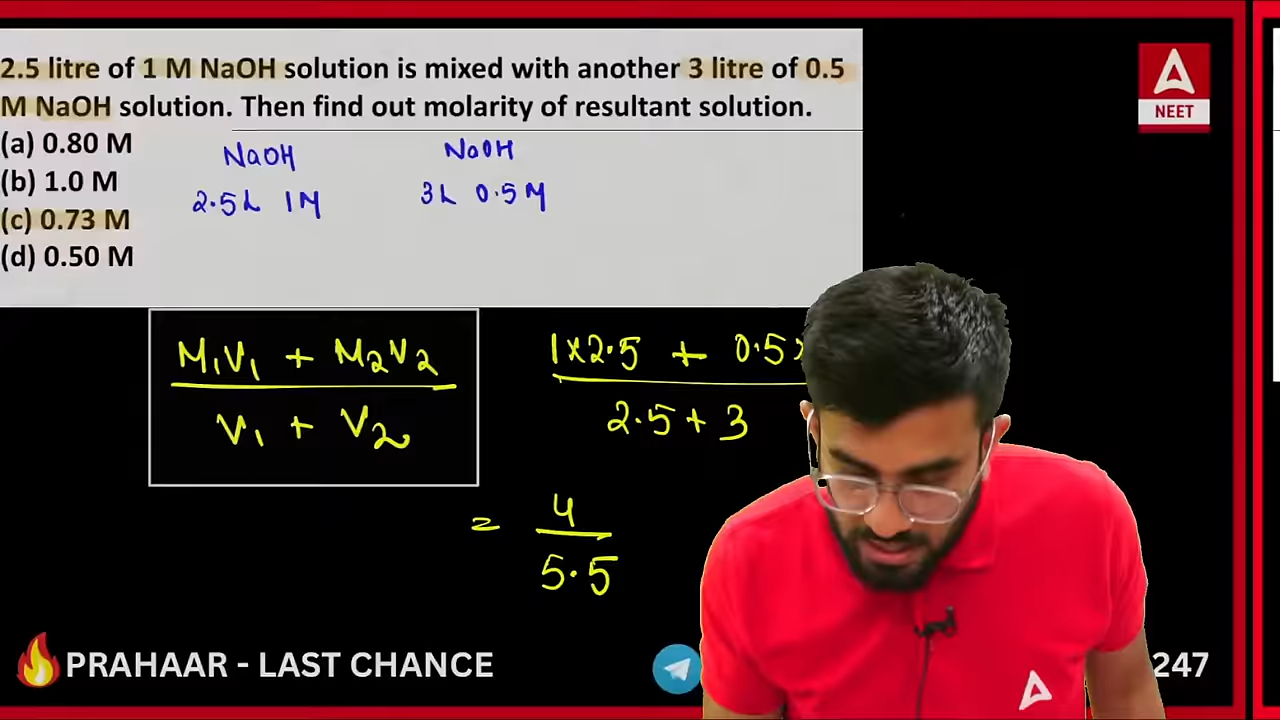 2.5 litre of 1 M NaOH solution is mixed with another 3 litre of 0.5
M NaOH solution. Then find out molarity of resultant solution.
(a) 0.80 M
(b) 1.0 M
(c) 0.73 M
(d) 0.50 M
NaOH NaOH
2.5L 1M 3L 0.5M
M₁V₁ + M₂V₂
V₁ + V₂
1x2.5 + 0.5x
2.5+3
= 4
5.5
NEET
PRAHAAR - LAST CHANCE
247